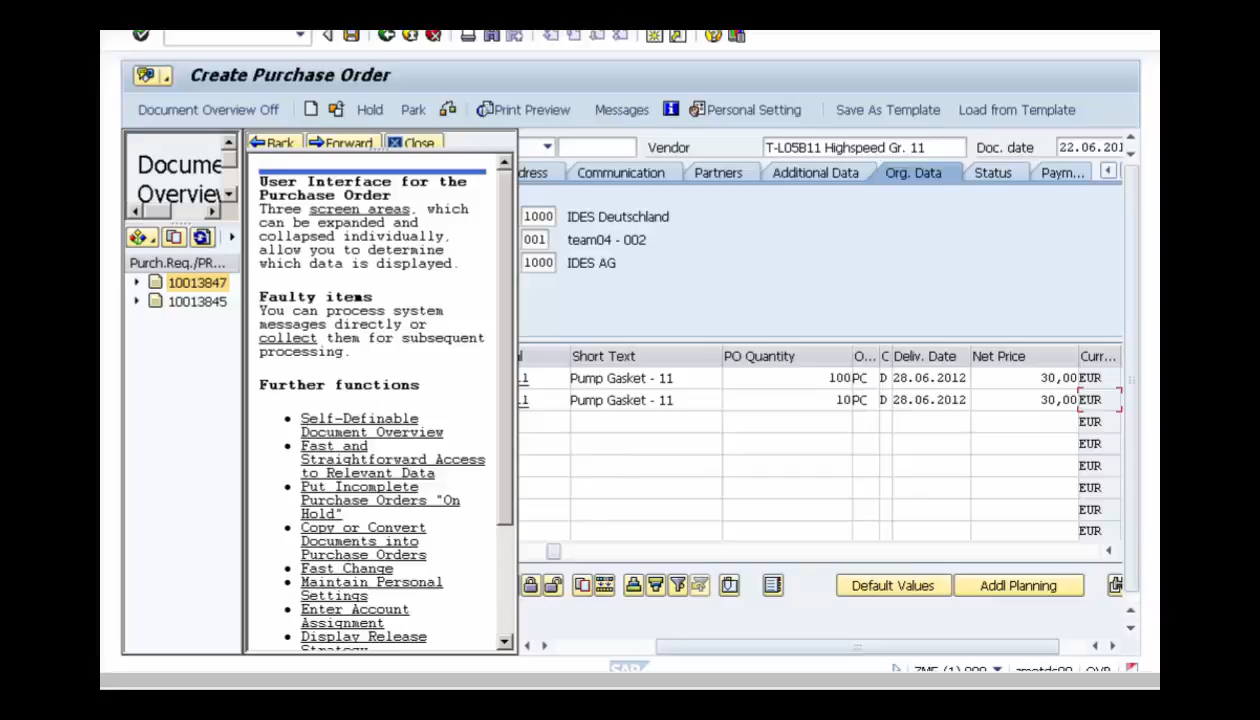 Create Purchase Order
Document Overview Off Hold Park Print Preview Messages Personal Setting Save As Template Load from Template
Docume
Overview
Purch.Req./PR...
10013847
10013845
Back Forward Close
User Interface for the
Purchase Order
Three screen areas, which
can be expanded and
collapsed individually,
allow you to determine
which data is displayed.
Faulty items
You can process system
messages directly or
collect them for subsequent
processing.
Further functions
• Self-Definable
Document Overview
• Fast and
Straightforward Access
to Relevant Data
• Put Incomplete
Purchase Orders "On
Hold"
• Copy or Convert
Documents into
Purchase Orders
• Fast Change
• Maintain Personal
Settings
• Enter Account
Assignment
• Display Release
Strategy
Vendor T-L05B11 Highspeed Gr. 11 Doc. date 22.06.201
dress Communication Partners Additional Data Org. Data Status Paym...
1000 IDES Deutschland
001 team04 - 002
1000 IDES AG
Short Text PO Quantity O... C Deliv. Date Net Price Curr...
11 Pump Gasket - 11 100 PC D 28.06.2012 30,00 EUR
11 Pump Gasket - 11 10 PC D 28.06.2012 30,00 EUR
EUR
EUR
EUR
EUR
EUR
EUR
Default Values Addl Planning
SAP